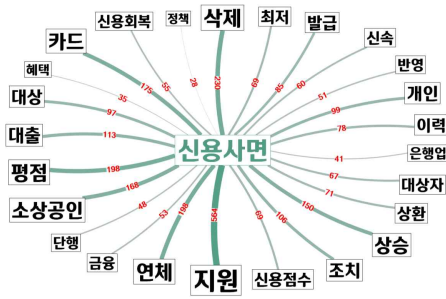 신용회복
정책
삭제
최저
발급
카드
신속
혜택
반영
대상
개인
대출
이력
은행업
평점
대상자
소상공인
상환
단행
상승
금융
연체
지원
신용점수
조치
신용사면
175
55
28
230
69
85
60
51
99
78
41
67
71
150
106
69
564
198
53
48
168
198
113
97
35